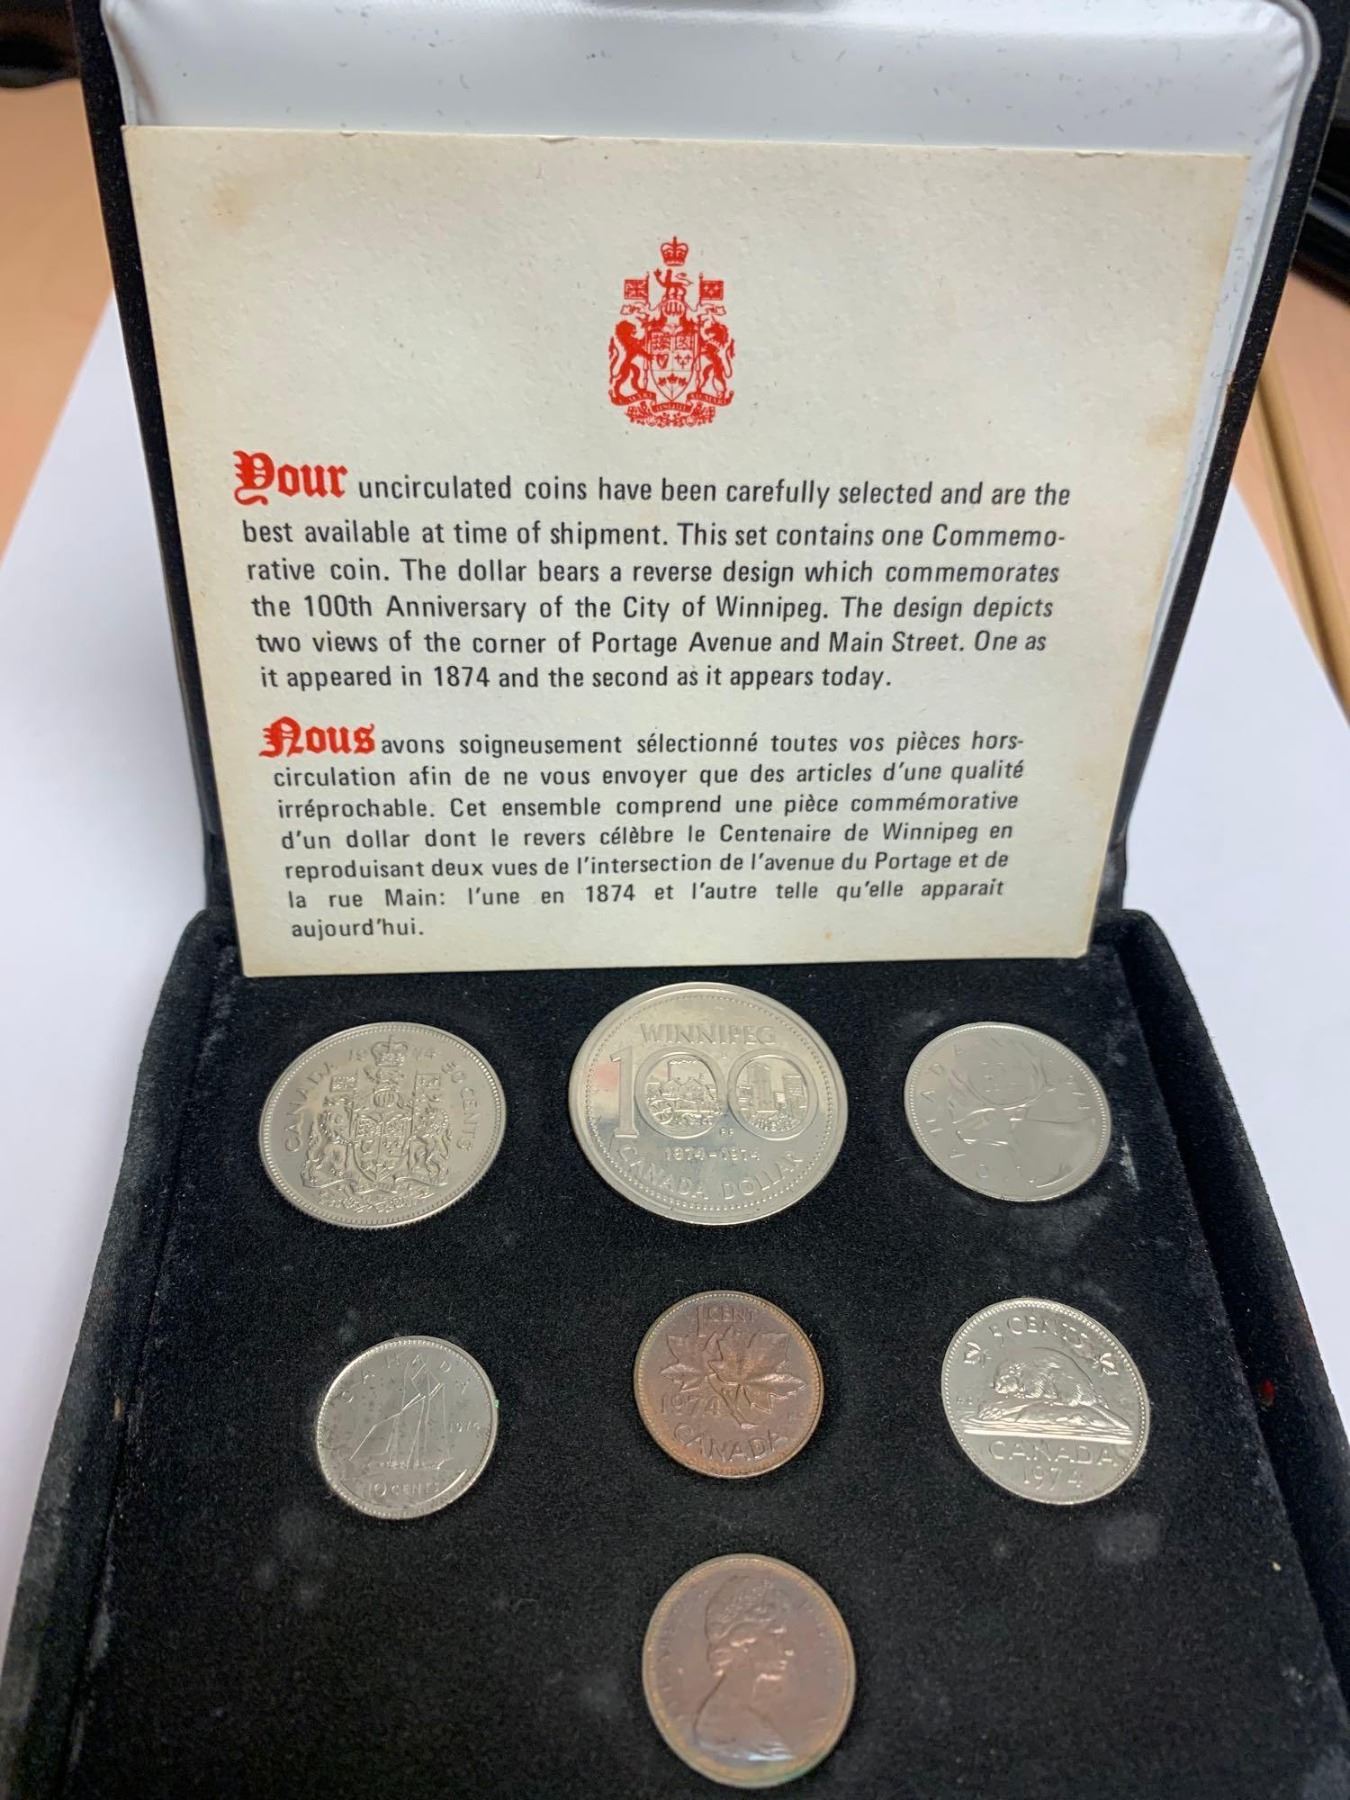 Your uncirculated coins have been carefully selected and are the
best available at time of shipment. This set contains one Commemo-
rative coin. The dollar bears a reverse design which commemorates
the 100th Anniversary of the City of Winnipeg. The design depicts
two views of the corner of Portage Avenue and Main Street. One as
it appeared in 1874 and the second as it appears today.
Nous avons soigneusement sélectionné toutes vos pièces hors-
circulation afin de ne vous envoyer que des articles d'une qualité
irréprochable. Cet ensemble comprend une pièce commémorative
d'un dollar dont le revers célèbre le Centenaire de Winnipeg en
reproduisant deux vues de l'intersection de l'avenue du Portage et de
la rue Main: l'une en 1874 et l'autre telle qu'elle apparait
aujourd'hui.
CANADA 1974 50 CENTS
WINNIPEG
100
1874-1974
CANADA DOLLAR
CANADA
1974
10 CENTS
1 CENT
1974
CANADA
5 CENTS
CANADA
1974